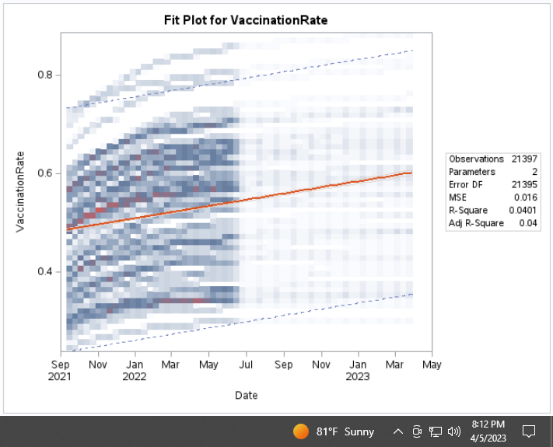 Fit Plot for VaccinationRate
0.8
0.6
0.4
VaccinationRate
Sep Nov Jan Mar May Jul Sep Nov Jan Mar May
2021 2022 2023
Date
Observations 21397
Parameters 2
Error DF 21395
MSE 0.016
R-Square 0.0401
Adj R-Square 0.04
81°F Sunny
8:12 PM
4/5/2023